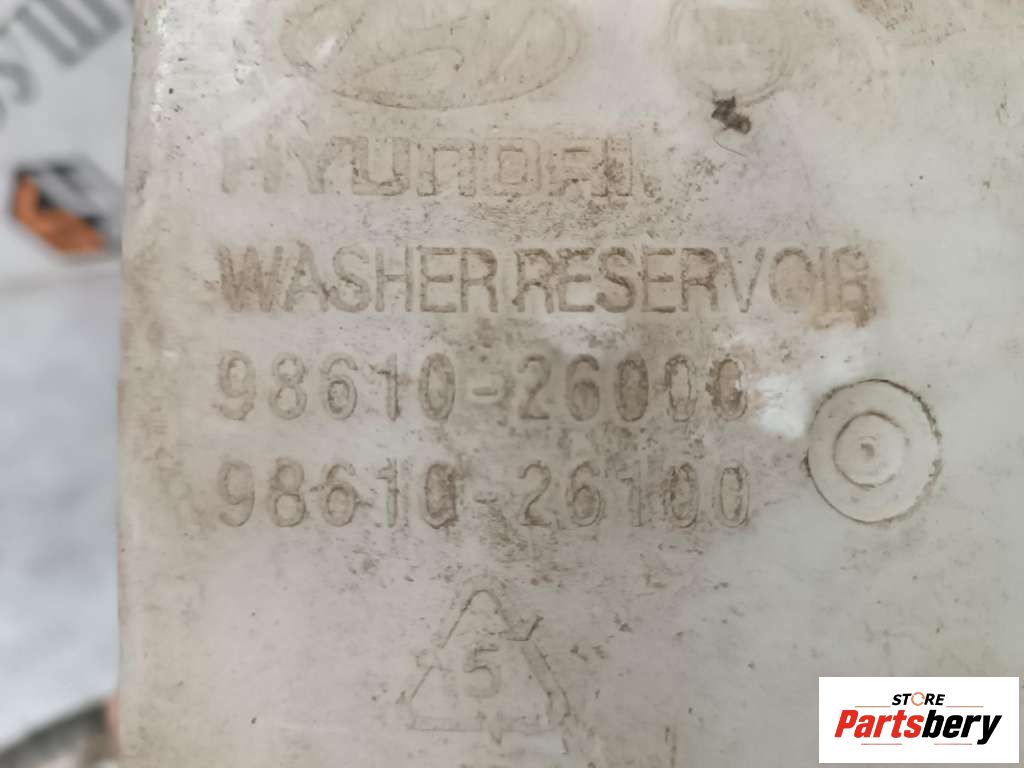 HYUNDAI
WASHER RESERVOIR
98610-26000
98610-26100
5
STORE
Partsbery